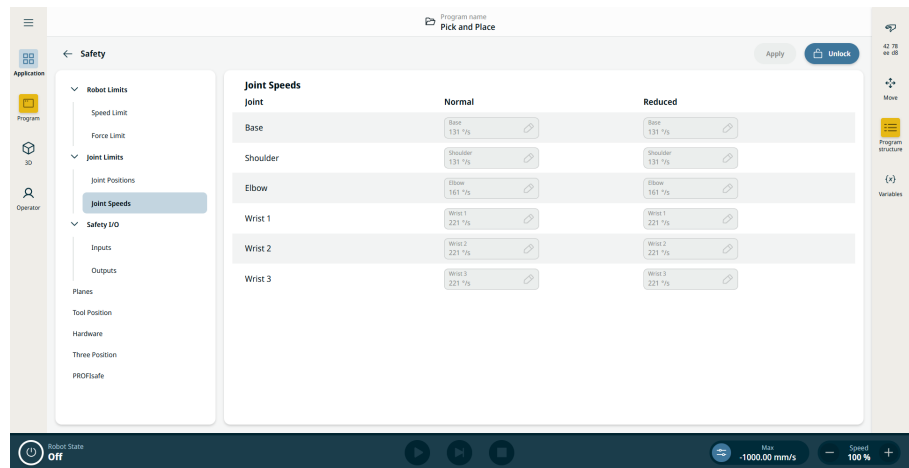 Program name
Pick and Place
Safety
Apply
Unlock
42 78
ee d8
Application
Program
3D
Operator
Robot Limits
Speed Limit
Force Limit
Joint Limits
Joint Positions
Joint Speeds
Safety I/O
Inputs
Outputs
Planes
Tool Position
Hardware
Three Position
PROFIsafe
Joint Speeds
Joint Normal Reduced
Base
Base
131 °/s
Base
131 °/s
Shoulder
Shoulder
131 °/s
Shoulder
131 °/s
Elbow
Elbow
161 °/s
Elbow
161 °/s
Wrist 1
Wrist 1
221 °/s
Wrist 1
221 °/s
Wrist 2
Wrist 2
221 °/s
Wrist 2
221 °/s
Wrist 3
Wrist 3
221 °/s
Wrist 3
221 °/s
Move
Program
structure
{x}
Variables
Robot State
Off
Max
-1000.00 mm/s
Speed
100 %